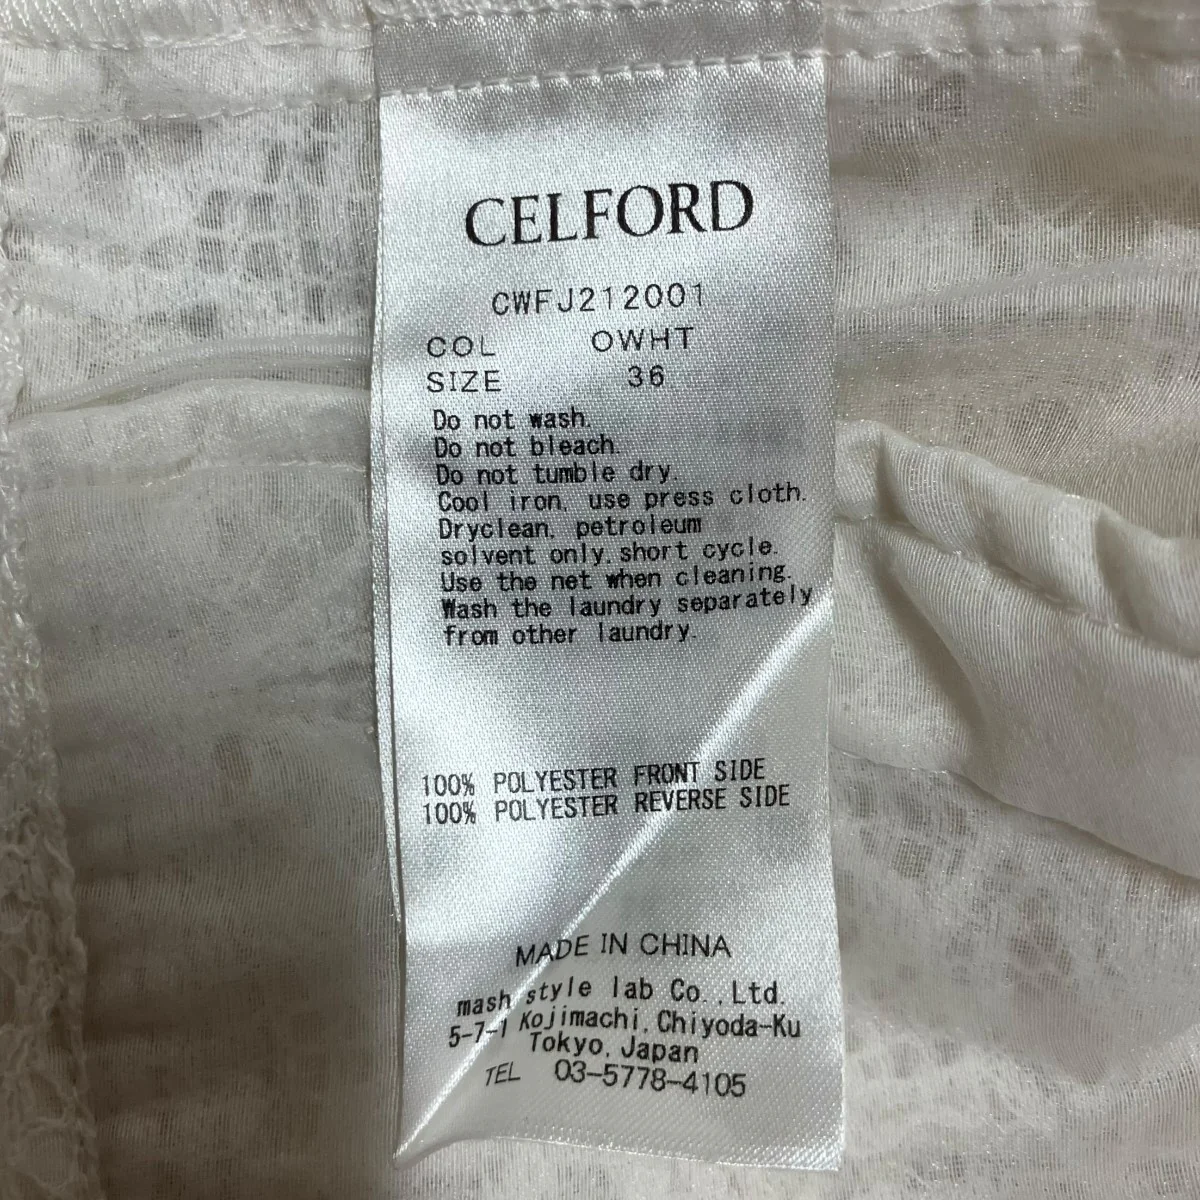 CELFORD
CWFJ212001
COL OWHT
SIZE 36
Do not wash.
Do not bleach.
Do not tumble dry.
Cool iron, use press cloth.
Dryclean, petroleum
solvent only, short cycle.
Use the net when cleaning.
Wash the laundry separately
from other laundry.
100% POLYESTER FRONT SIDE
100% POLYESTER REVERSE SIDE
MADE IN CHINA
mash style lab Co.,Ltd.
5-7-1 Kojimachi,Chiyoda-Ku
Tokyo,Japan
TEL 03-5778-4105